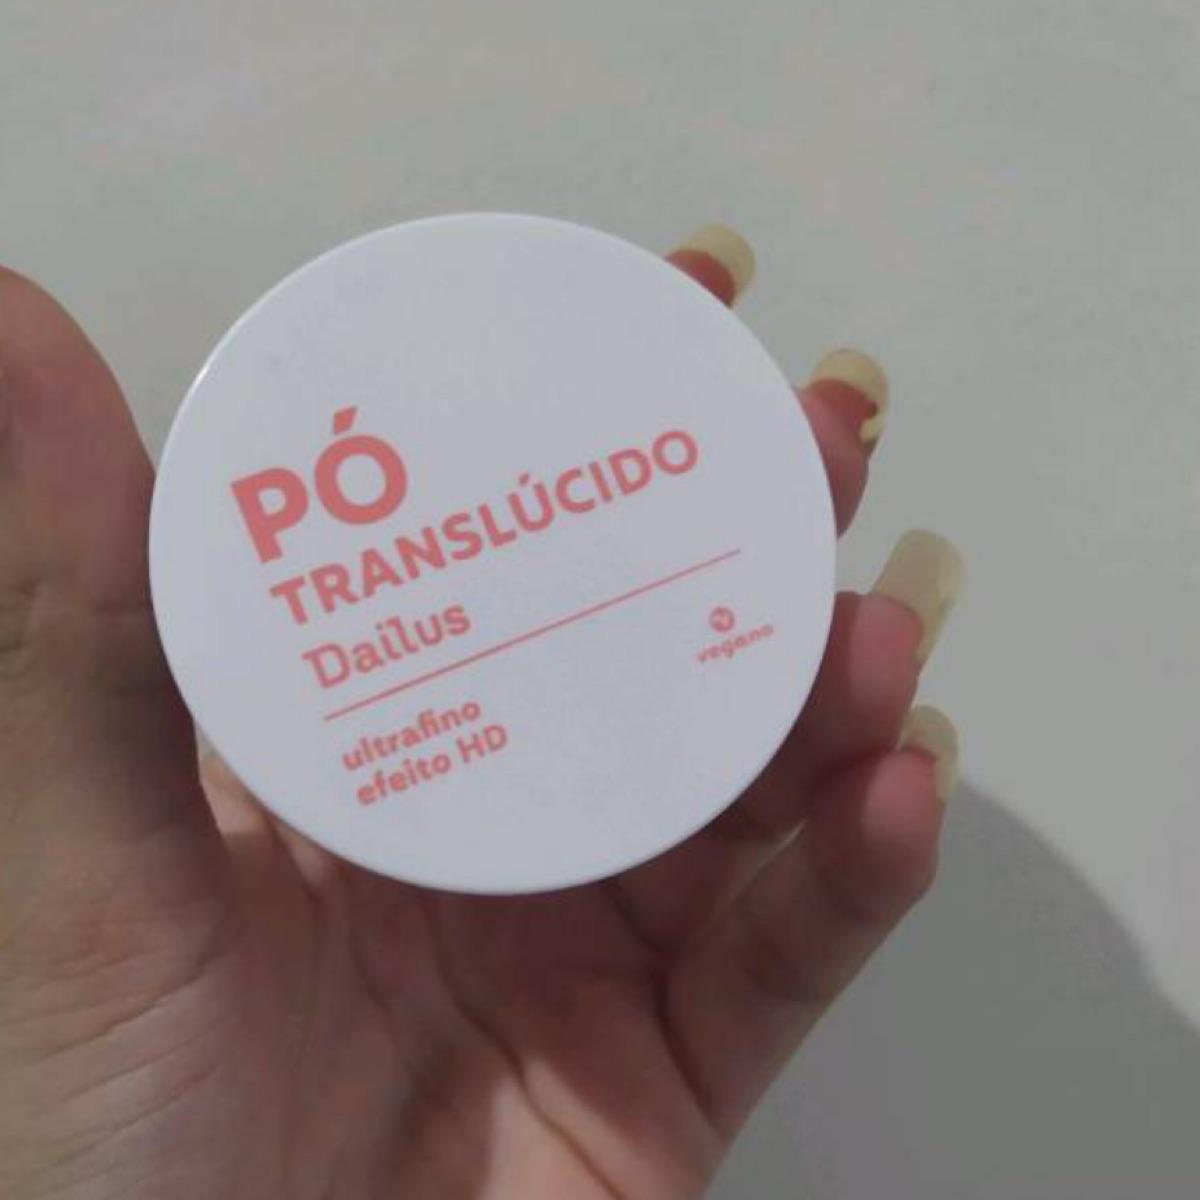 PÓ
TRANSLÚCIDO
Dailus
ultrafino
efeito HD
vegano